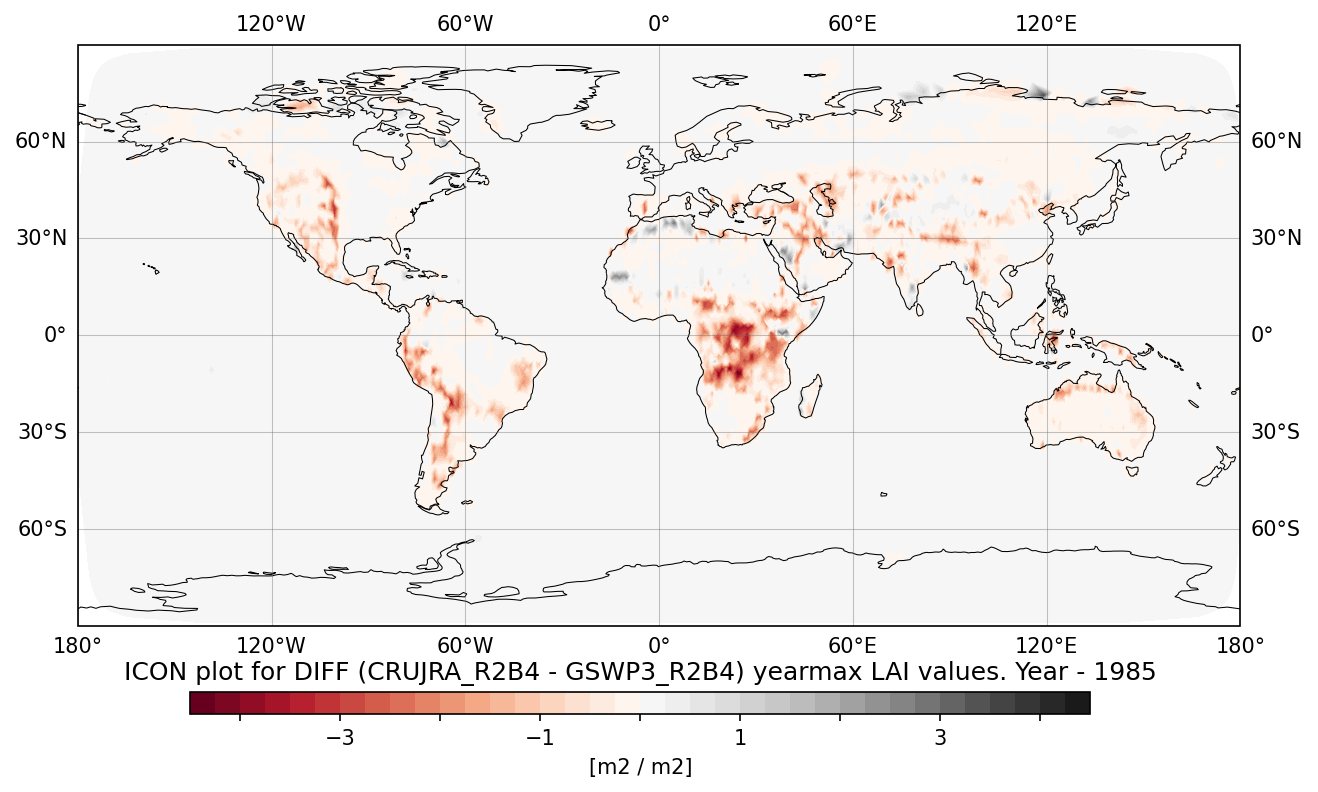 120°W 60°W 0° 60°E 120°E
60°N 60°N
30°N 30°N
0° 0°
30°S 30°S
60°S 60°S
180° 120°W 60°W 0° 60°E 120°E 180°
ICON plot for DIFF (CRUJRA_R2B4 - GSWP3_R2B4) yearmax LAI values. Year - 1985
−3 −1 1 3
[m2 / m2]